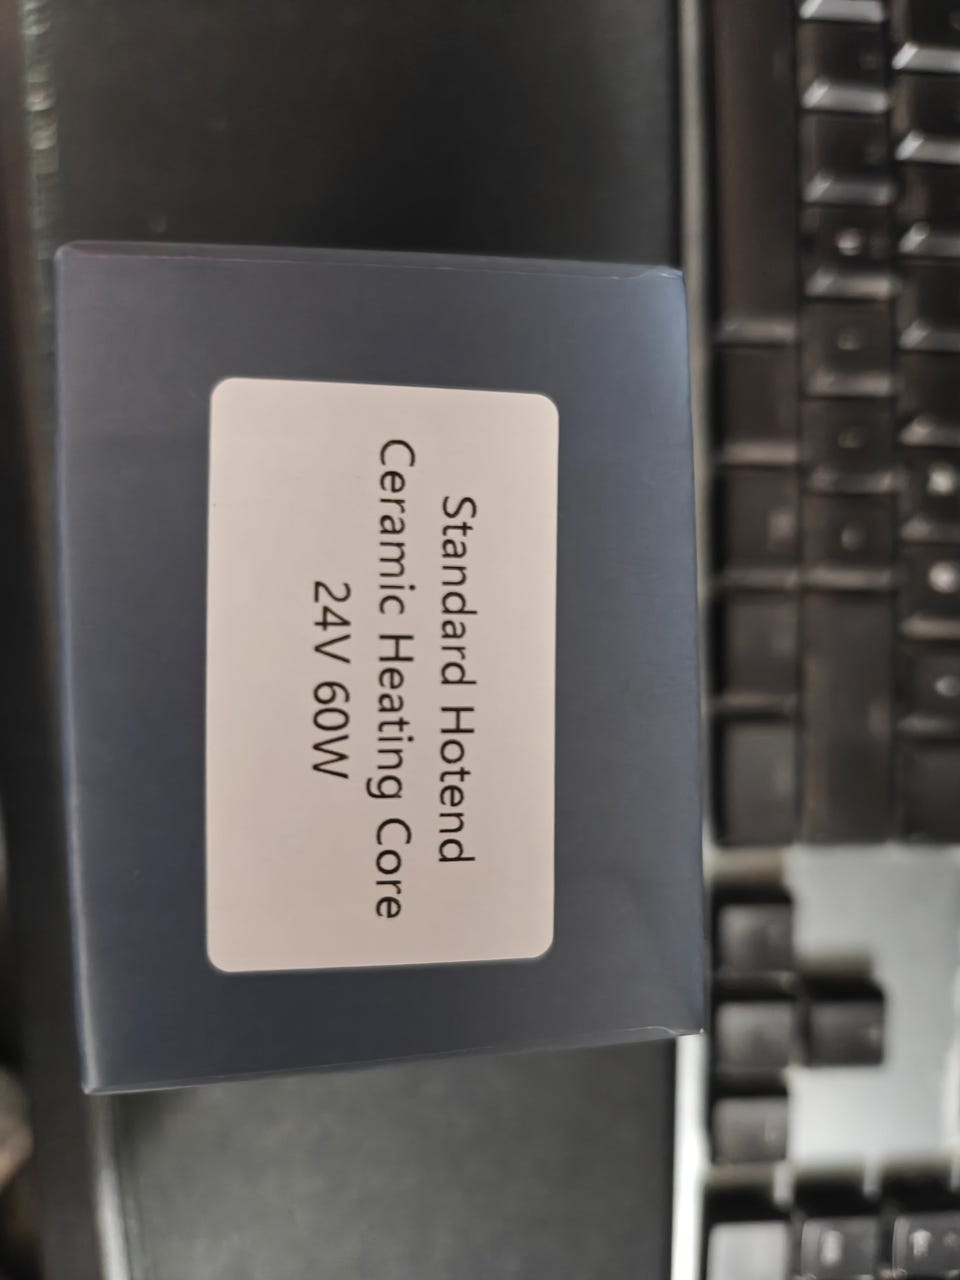 Standard Hotend
Ceramic Heating Core
24V 60W